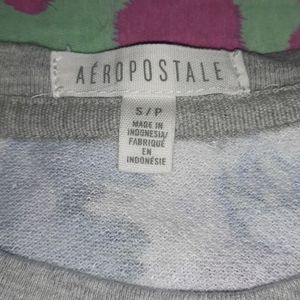 AÉROPOSTALE
S/P
MADE IN
INDONESIA/
FABRIQUÉ
EN
INDONÉSIE